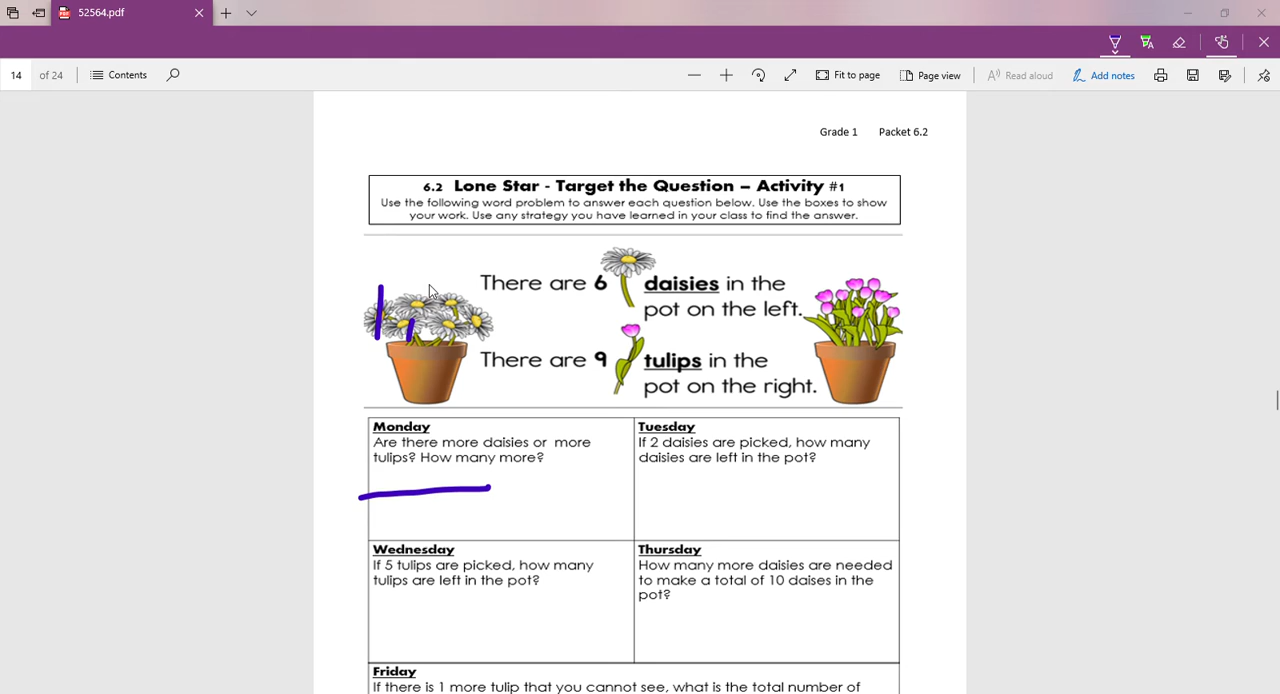 52564.pdf
14 of 24 Contents Fit to page Page view Read aloud Add notes
Grade 1 Packet 6.2
6.2 Lone Star - Target the Question – Activity #1
Use the following word problem to answer each question below. Use the boxes to show
your work. Use any strategy you have learned in your class to find the answer.
There are 6 daisies in the
pot on the left.
There are 9 tulips in the
pot on the right.
Monday
Are there more daisies or more
tulips? How many more?
Tuesday
If 2 daisies are picked, how many
daisies are left in the pot?
Wednesday
If 5 tulips are picked, how many
tulips are left in the pot?
Thursday
How many more daisies are needed
to make a total of 10 daises in the
pot?
Friday
If there is 1 more tulip that you cannot see, what is the total number of